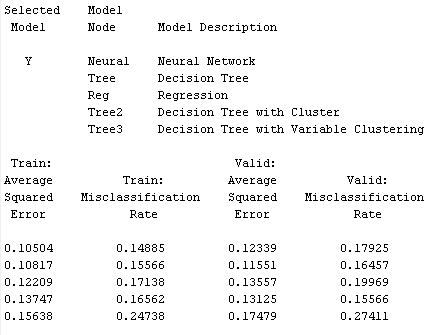 Selected Model
Model Node Model Description
Y Neural Neural Network
Tree Decision Tree
Reg Regression
Tree2 Decision Tree with Cluster
Tree3 Decision Tree with Variable Clustering
Train: Valid:
Average Train: Average Valid:
Squared Misclassification Squared Misclassification
Error Rate Error Rate
0.10504 0.14885 0.12339 0.17925
0.10817 0.15566 0.11551 0.16457
0.12209 0.17138 0.13557 0.19969
0.13747 0.16562 0.13125 0.15566
0.15638 0.24738 0.17479 0.27411